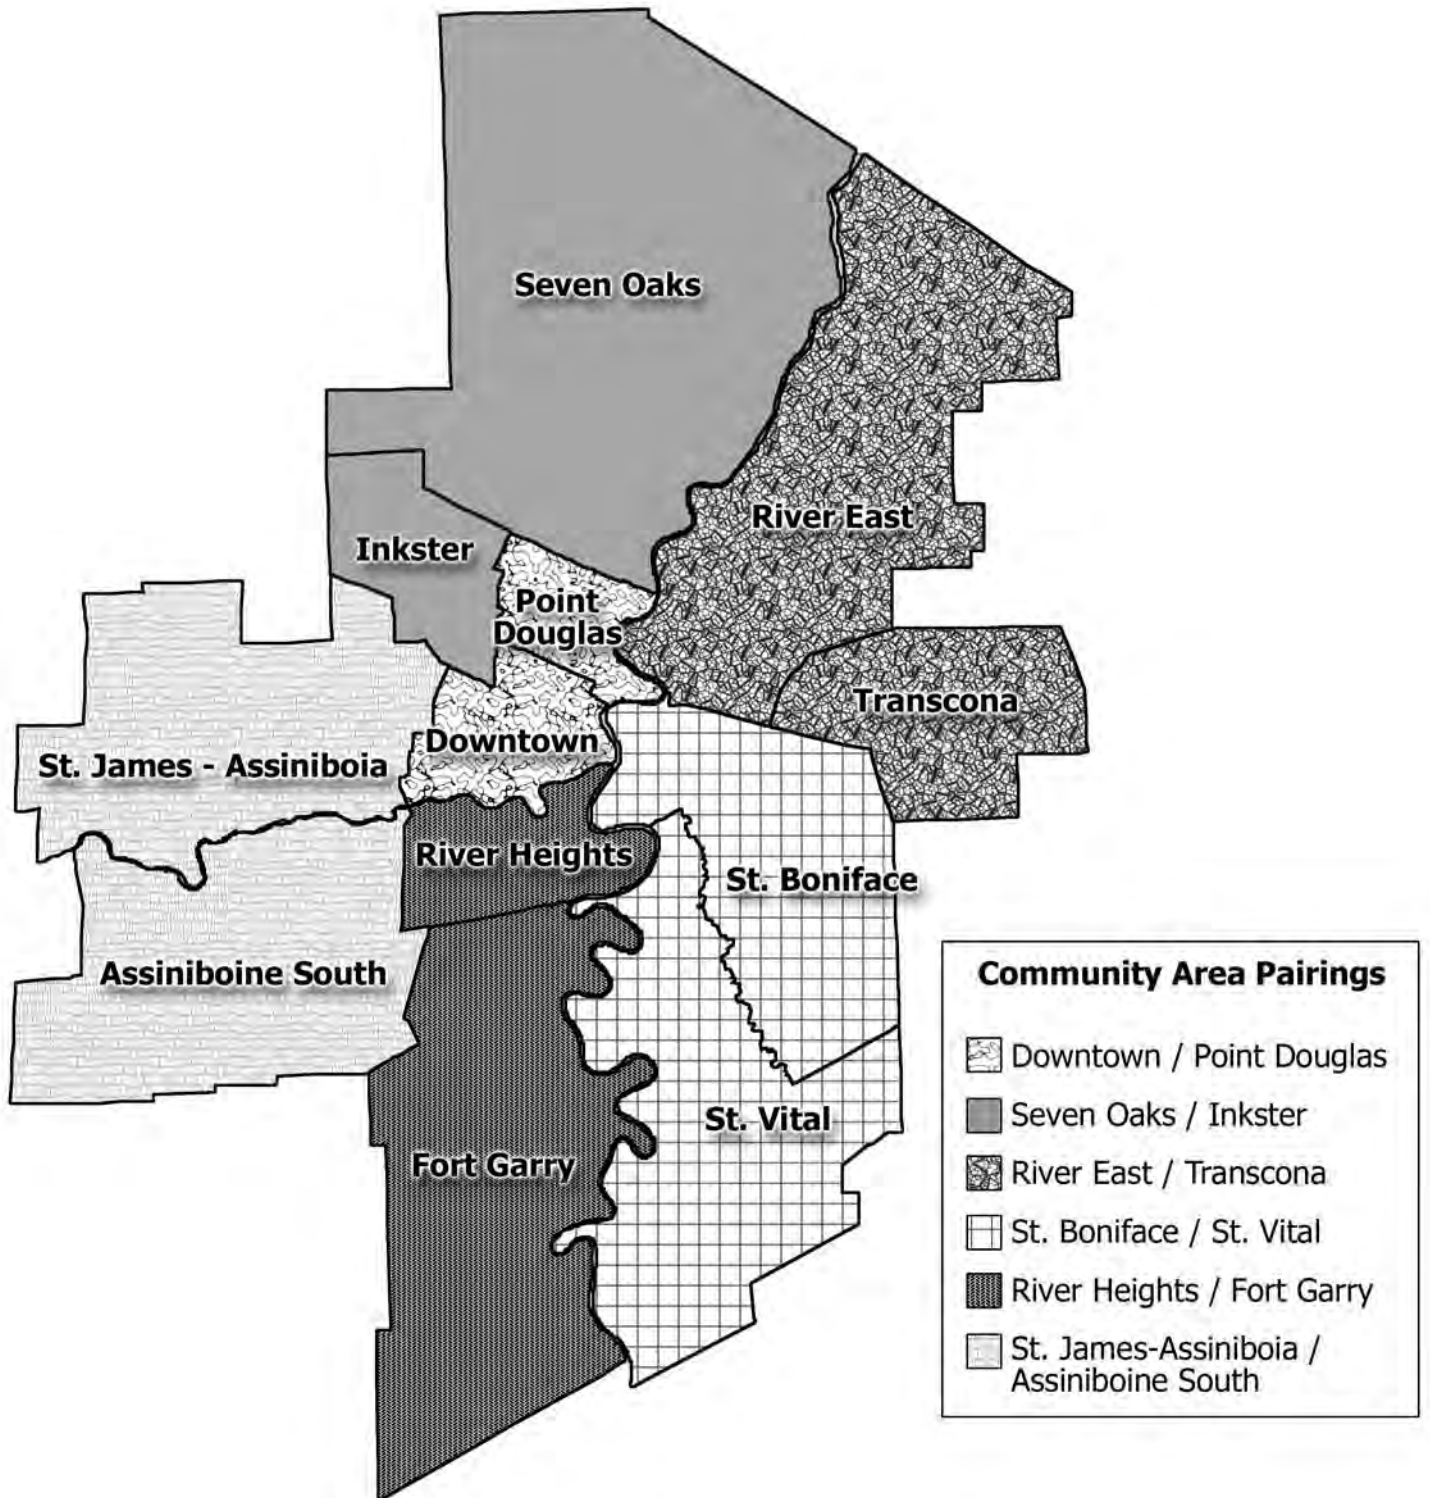 Seven Oaks
River East
Inkster
Point
Douglas
Transcona
Downtown
St. James - Assiniboia
River Heights
St. Boniface
Assiniboine South
St. Vital
Fort Garry
Community Area Pairings
Downtown / Point Douglas
Seven Oaks / Inkster
River East / Transcona
St. Boniface / St. Vital
River Heights / Fort Garry
St. James-Assiniboia /
Assiniboine South